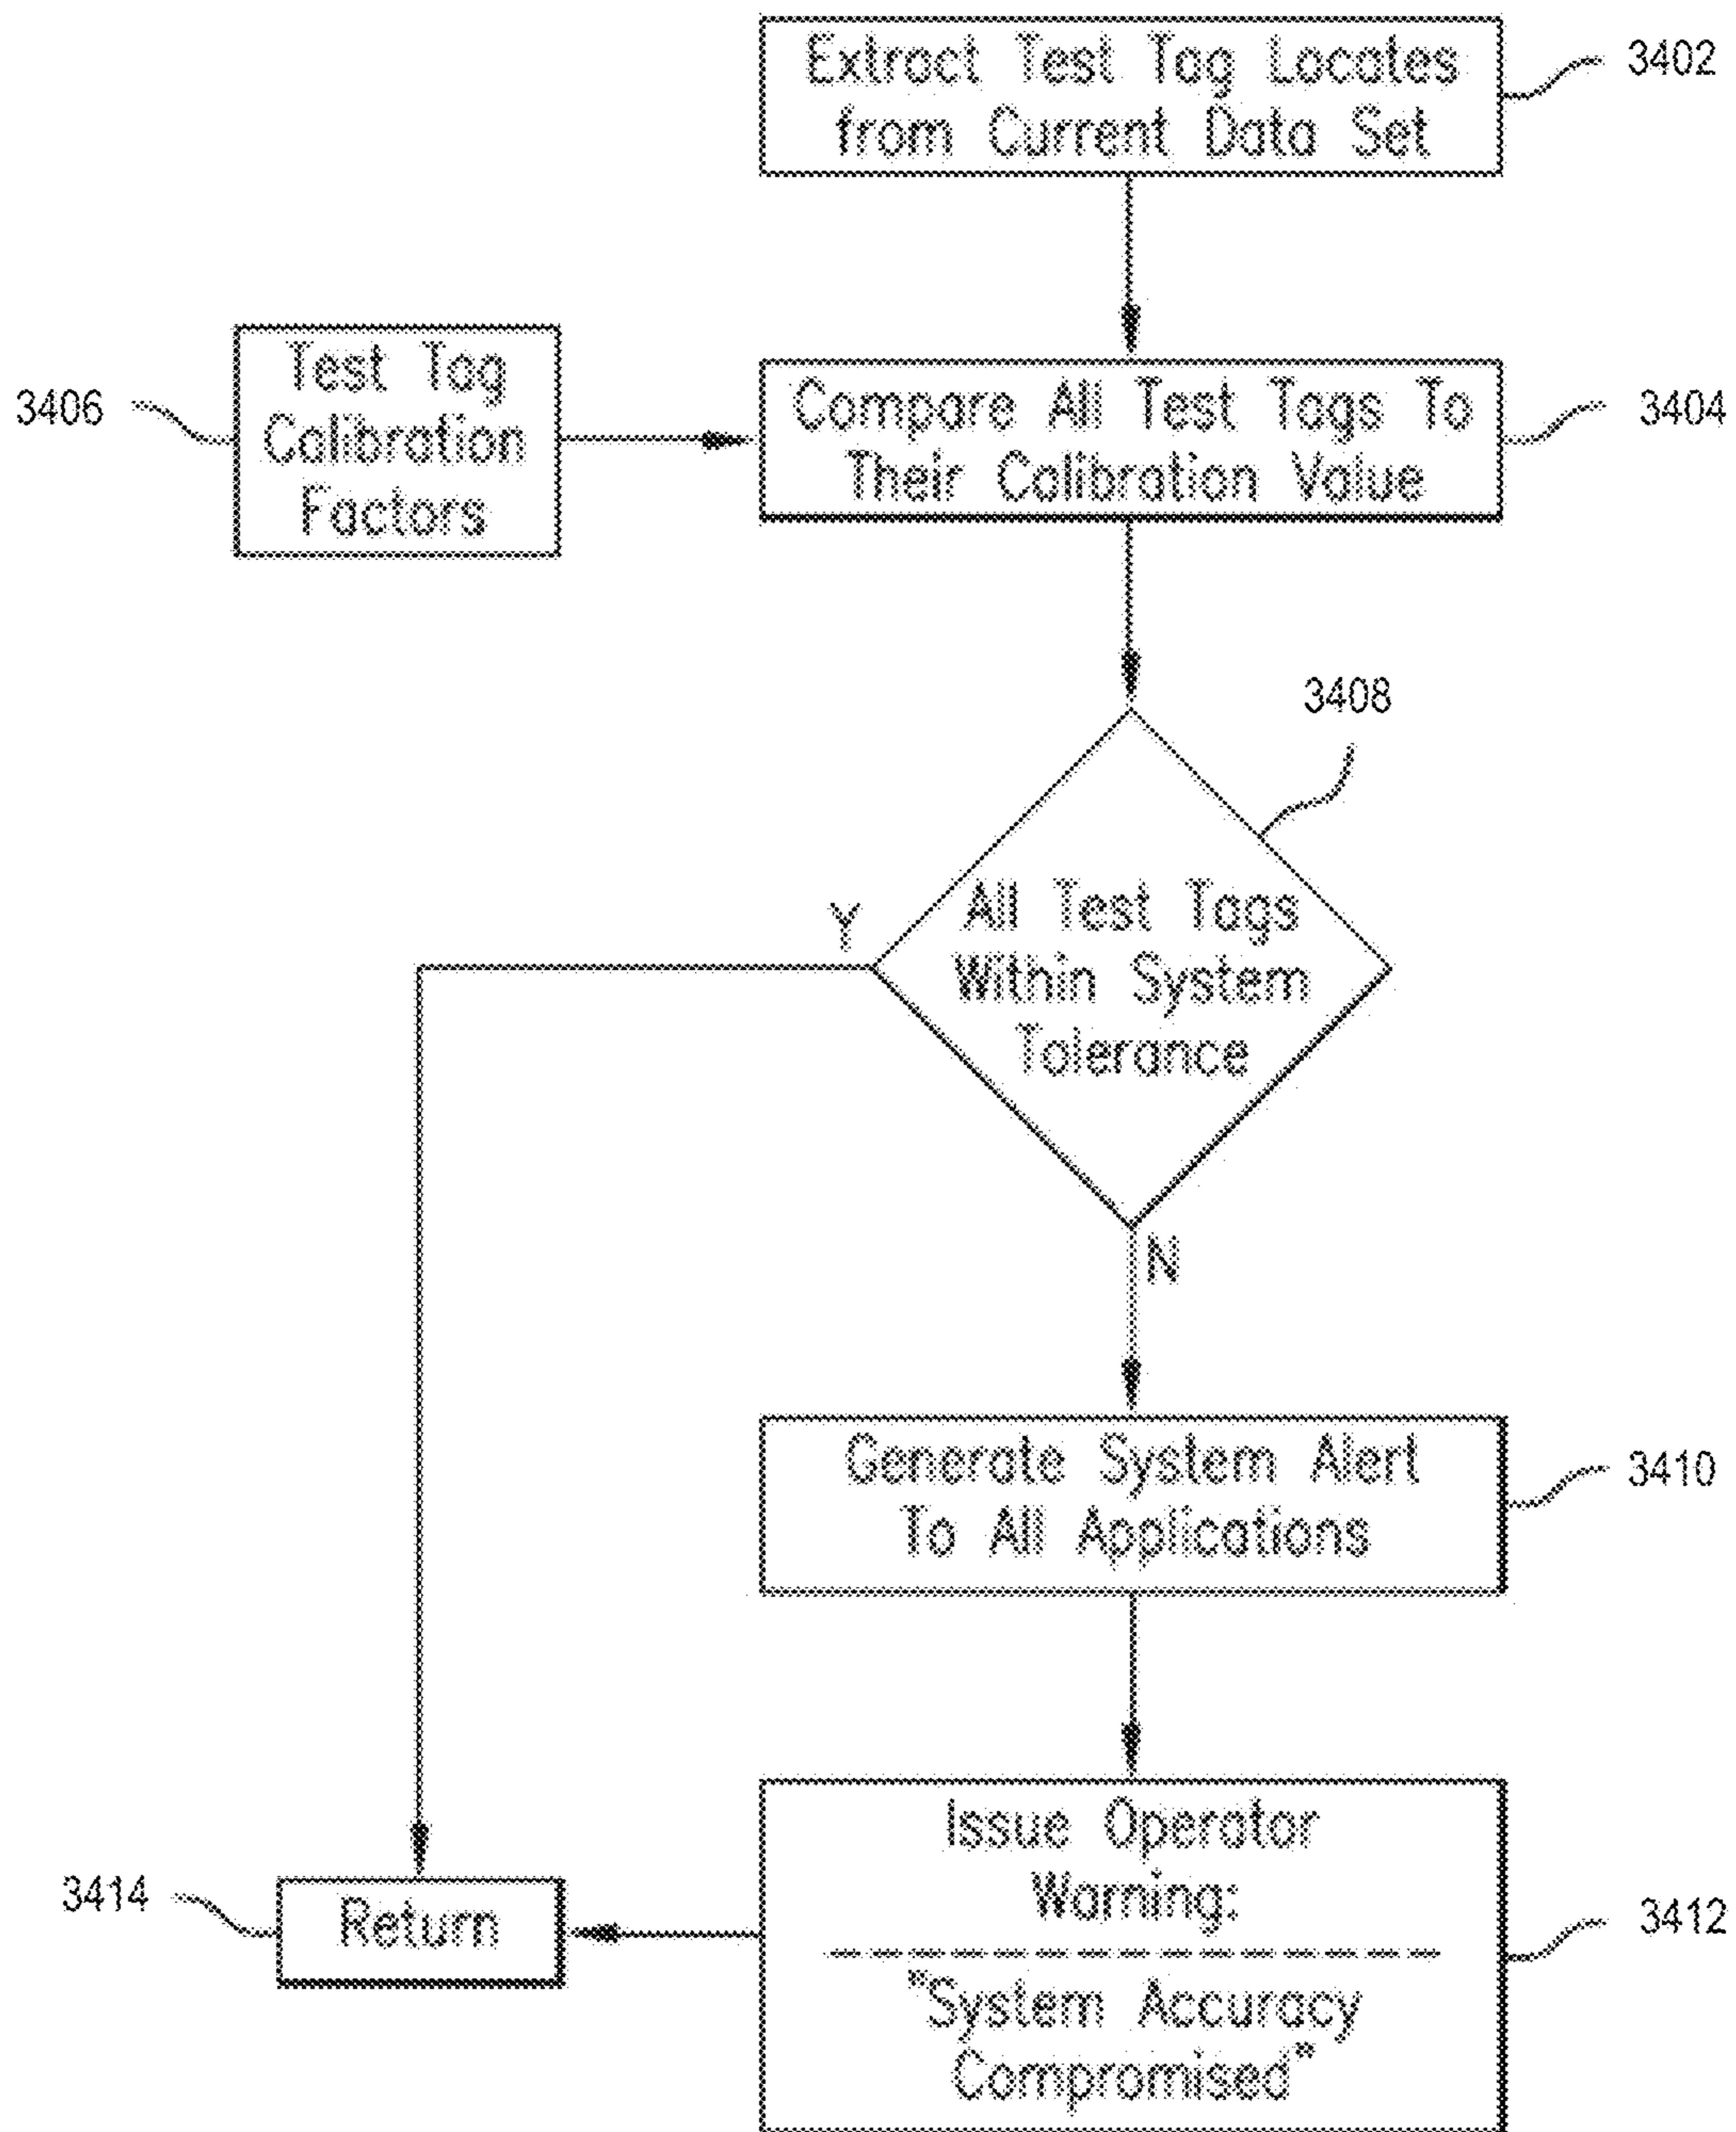 Extract Test Tag Locates
from Current Data Set
3402
Test Tag
Calibration
Factors
3406
Compare All Test Tags To
Their Calibration Value
3404
3408
All Test Tags
Within System
Tolerance
Y
N
Generate System Alert
To All Applications
3410
Issue Operator
Warning:
"System Accuracy
Compromised"
3412
Return
3414